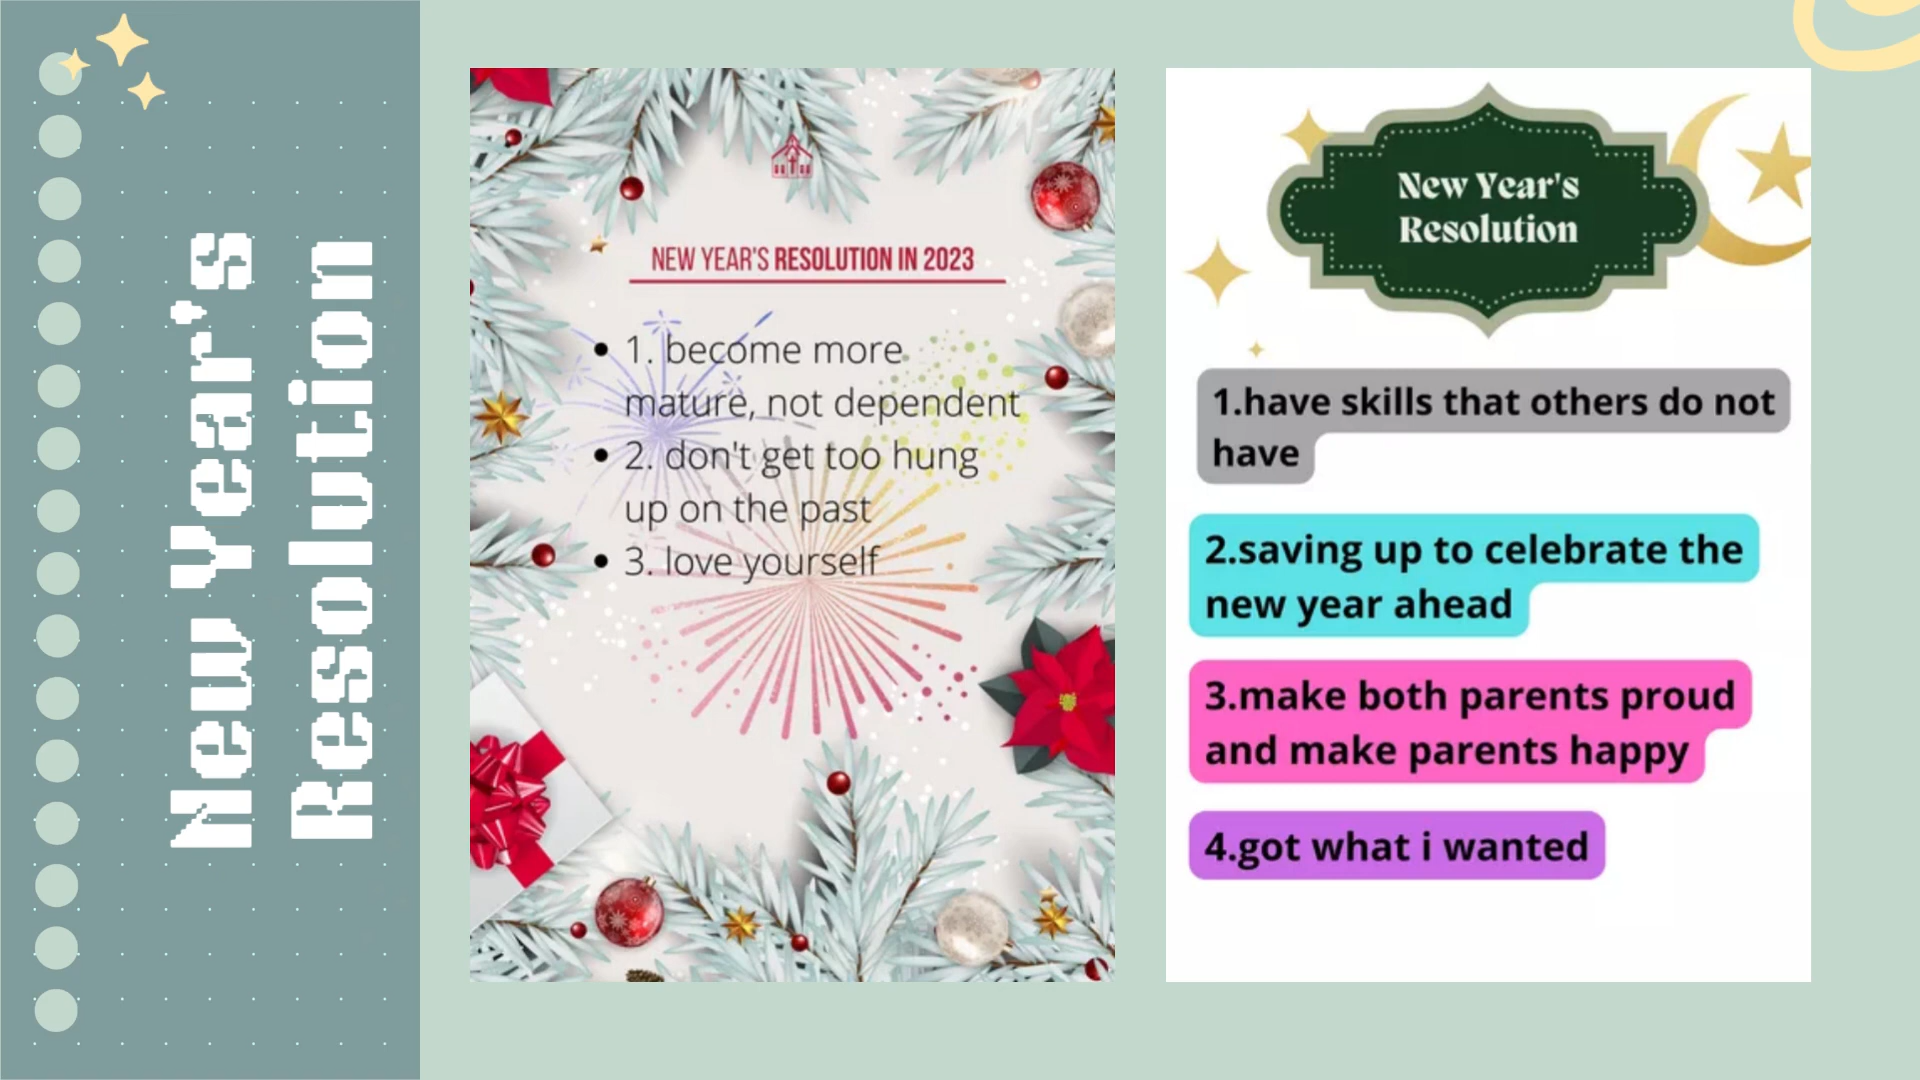 New Year's
Resolution
NEW YEAR'S RESOLUTION IN 2023
• 1. become more
mature, not dependent
• 2. don't get too hung
up on the past
• 3. love yourself
New Year's
Resolution
1.have skills that others do not
have
2.saving up to celebrate the
new year ahead
3.make both parents proud
and make parents happy
4.got what i wanted